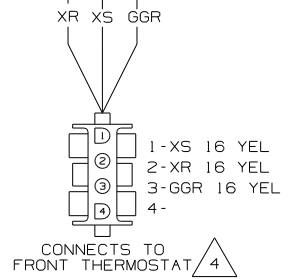 XR XS GGR
1
2
3
4
1-XS 16 YEL
2-XR 16 YEL
3-GGR 16 YEL
4-
CONNECTS TO
FRONT THERMOSTAT 4